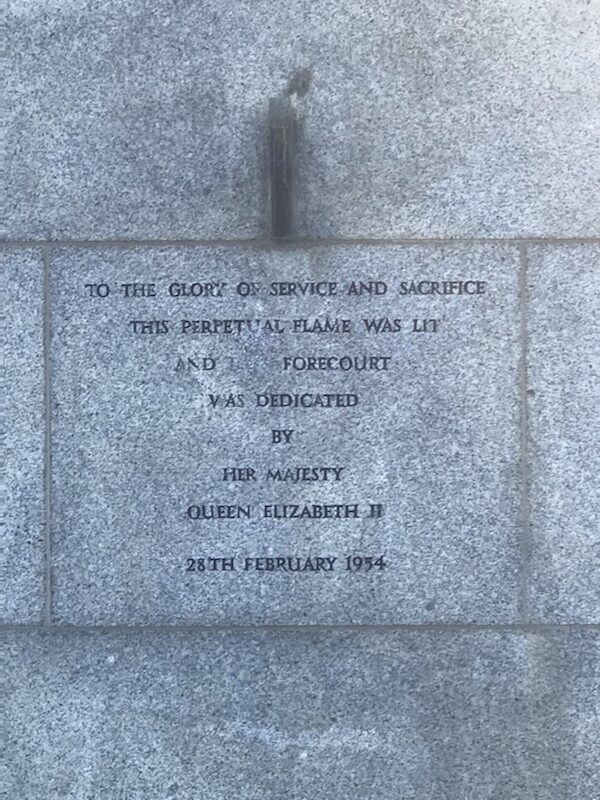 TO THE GLORY OF SERVICE AND SACRIFICE
THIS PERPETUAL FLAME WAS LIT
AND FORECOURT
WAS DEDICATED
BY
HER MAJESTY
QUEEN ELIZABETH II
28TH FEBRUARY 1954